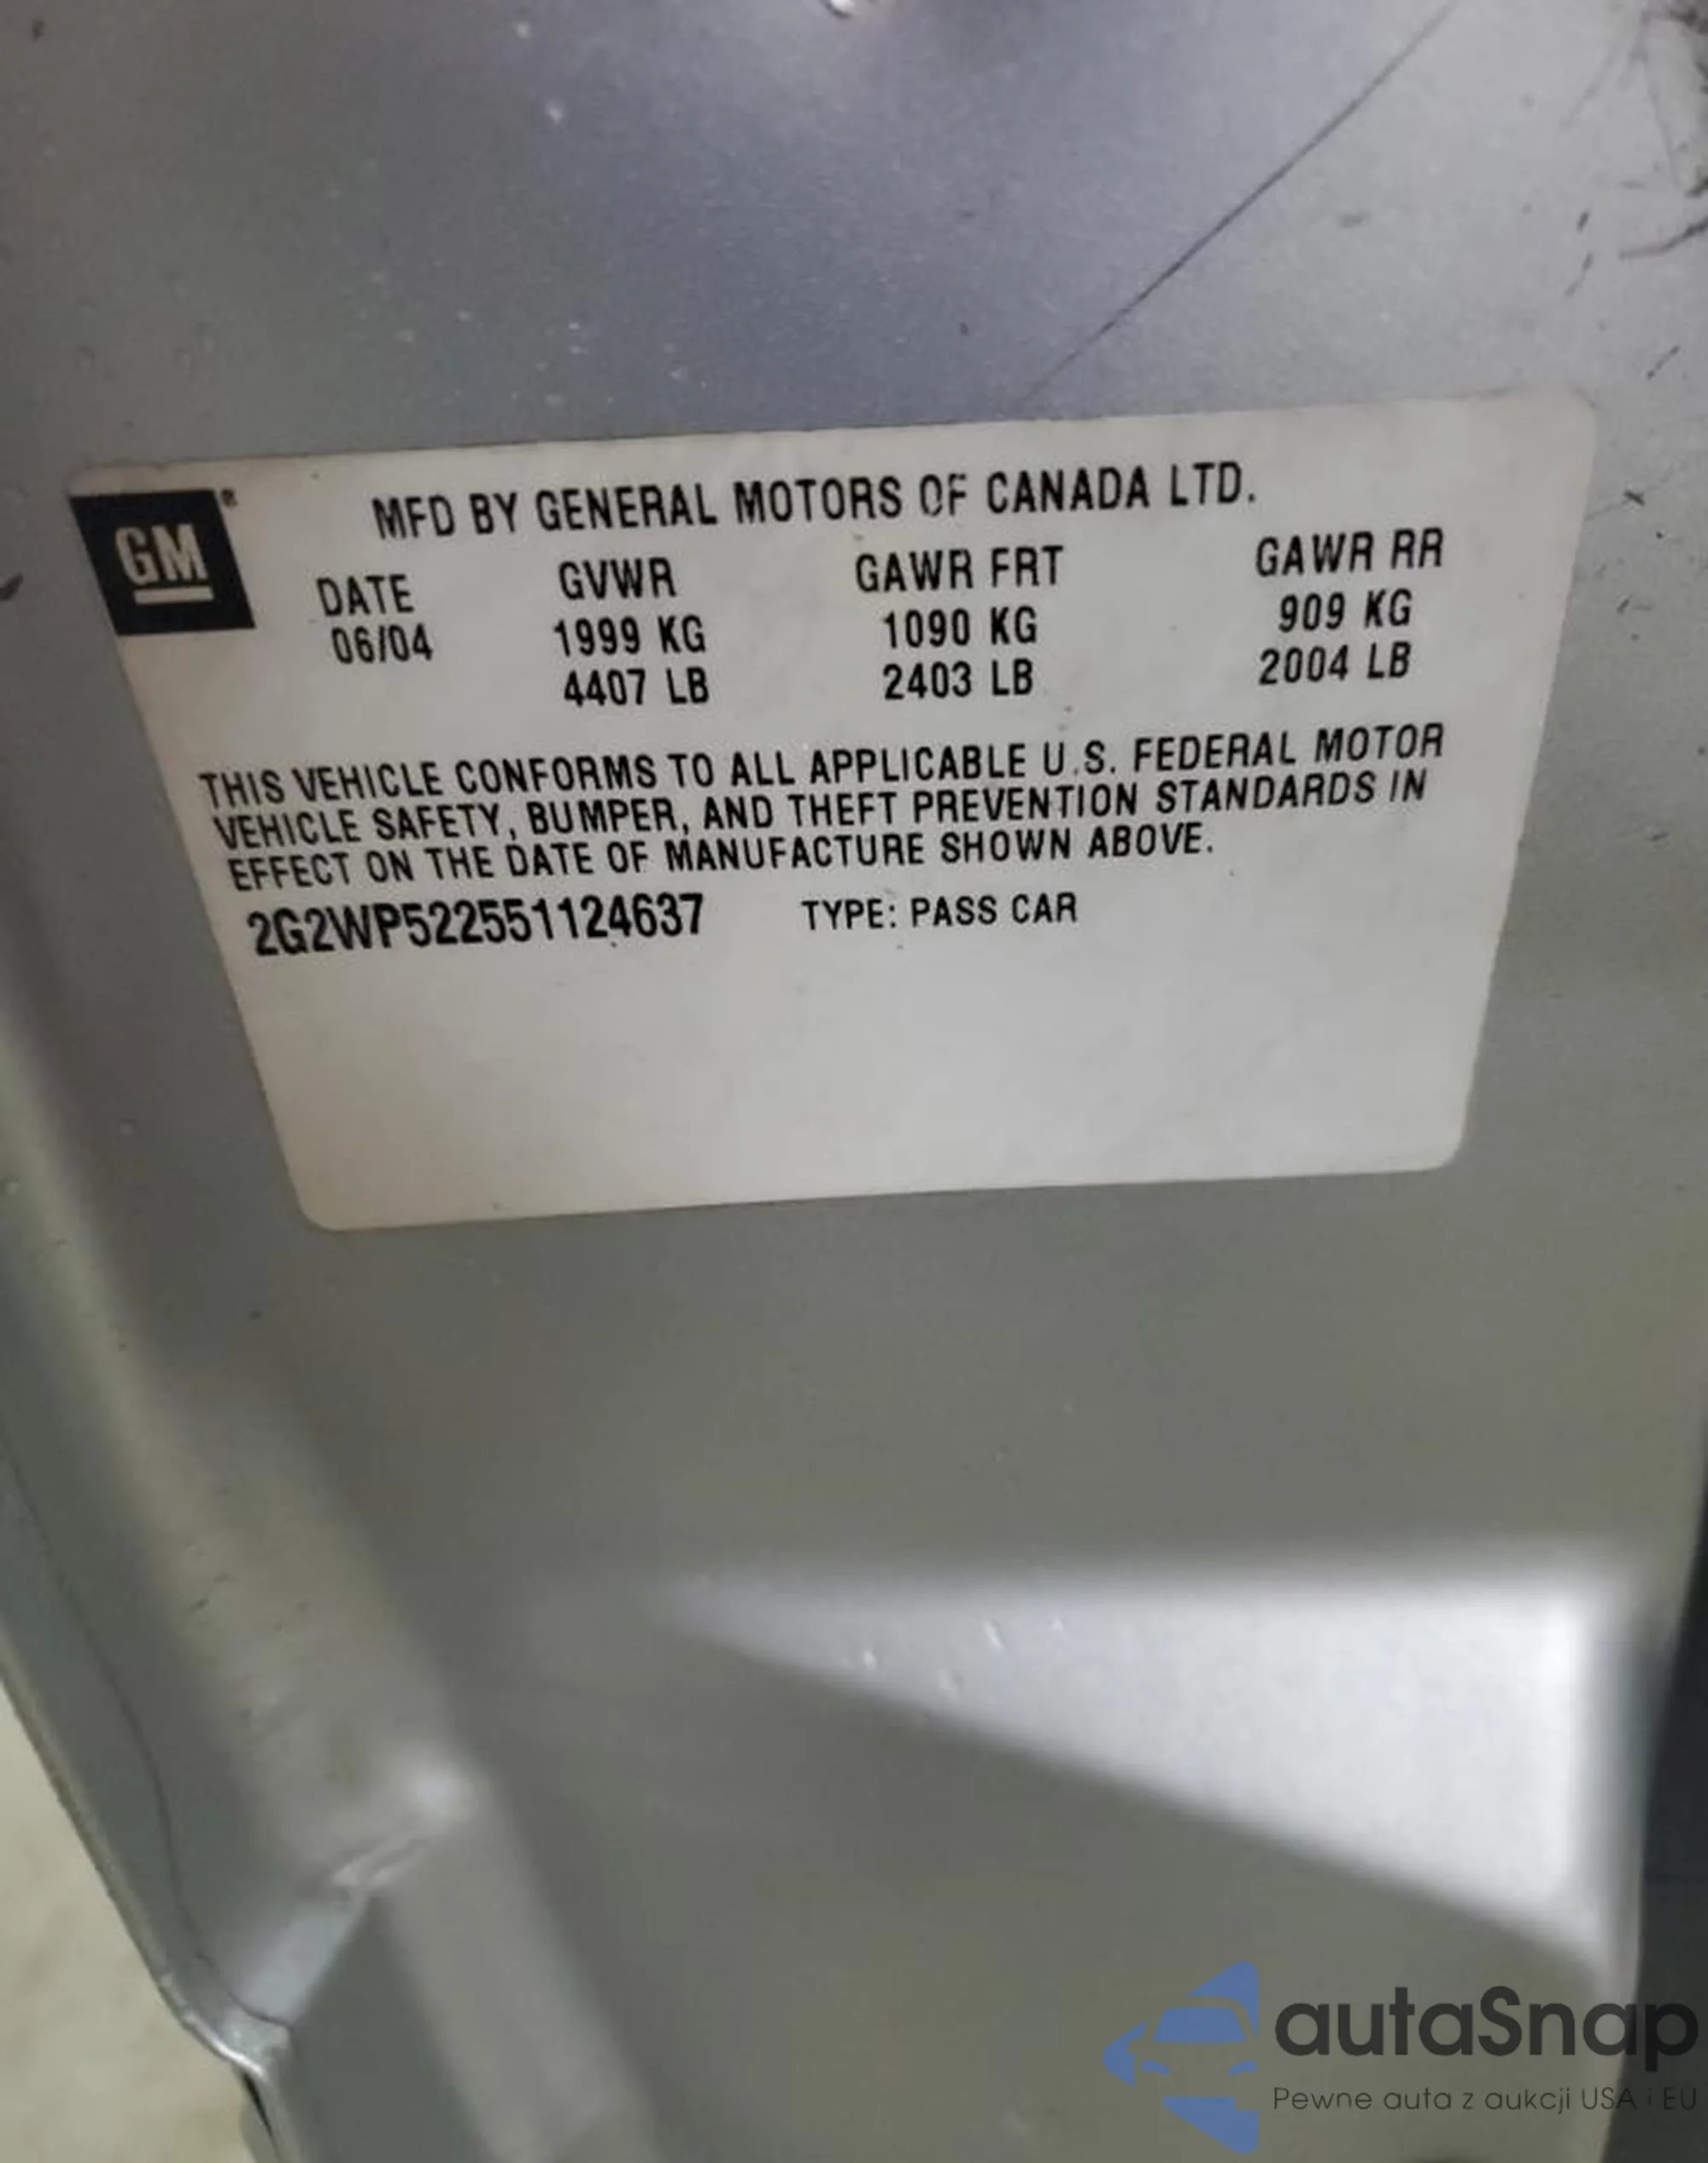 GM®
MFD BY GENERAL MOTORS OF CANADA LTD.
DATE GVWR GAWR FRT GAWR RR
06/04 1999 KG 1090 KG 909 KG
4407 LB 2403 LB 2004 LB
THIS VEHICLE CONFORMS TO ALL APPLICABLE U.S. FEDERAL MOTOR
VEHICLE SAFETY, BUMPER, AND THEFT PREVENTION STANDARDS IN
EFFECT ON THE DATE OF MANUFACTURE SHOWN ABOVE.
2G2WP522551124637 TYPE: PASS CAR
autaSnap
Pewne auta z aukcji USA i EU